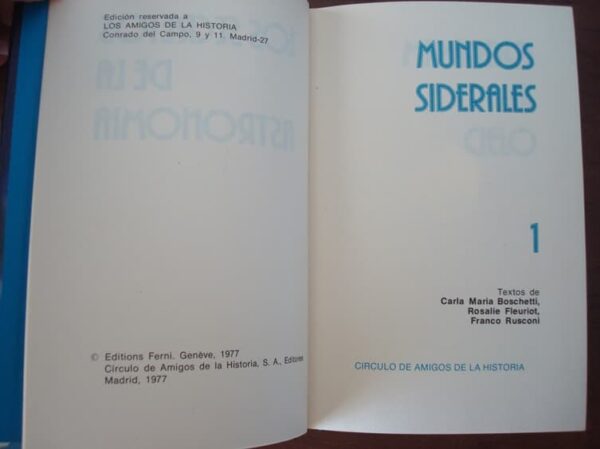 Edición reservada a
LOS AMIGOS DE LA HISTORIA
Conrado del Campo, 9 y 11. Madrid-27
© Editions Ferni. Genève, 1977
Círculo de Amigos de la Historia, S. A., Editores
Madrid, 1977
MUNDOS
SIDERALES
1
Textos de
Carla Maria Boschetti,
Rosalie Fleuriot,
Franco Rusconi
CIRCULO DE AMIGOS DE LA HISTORIA